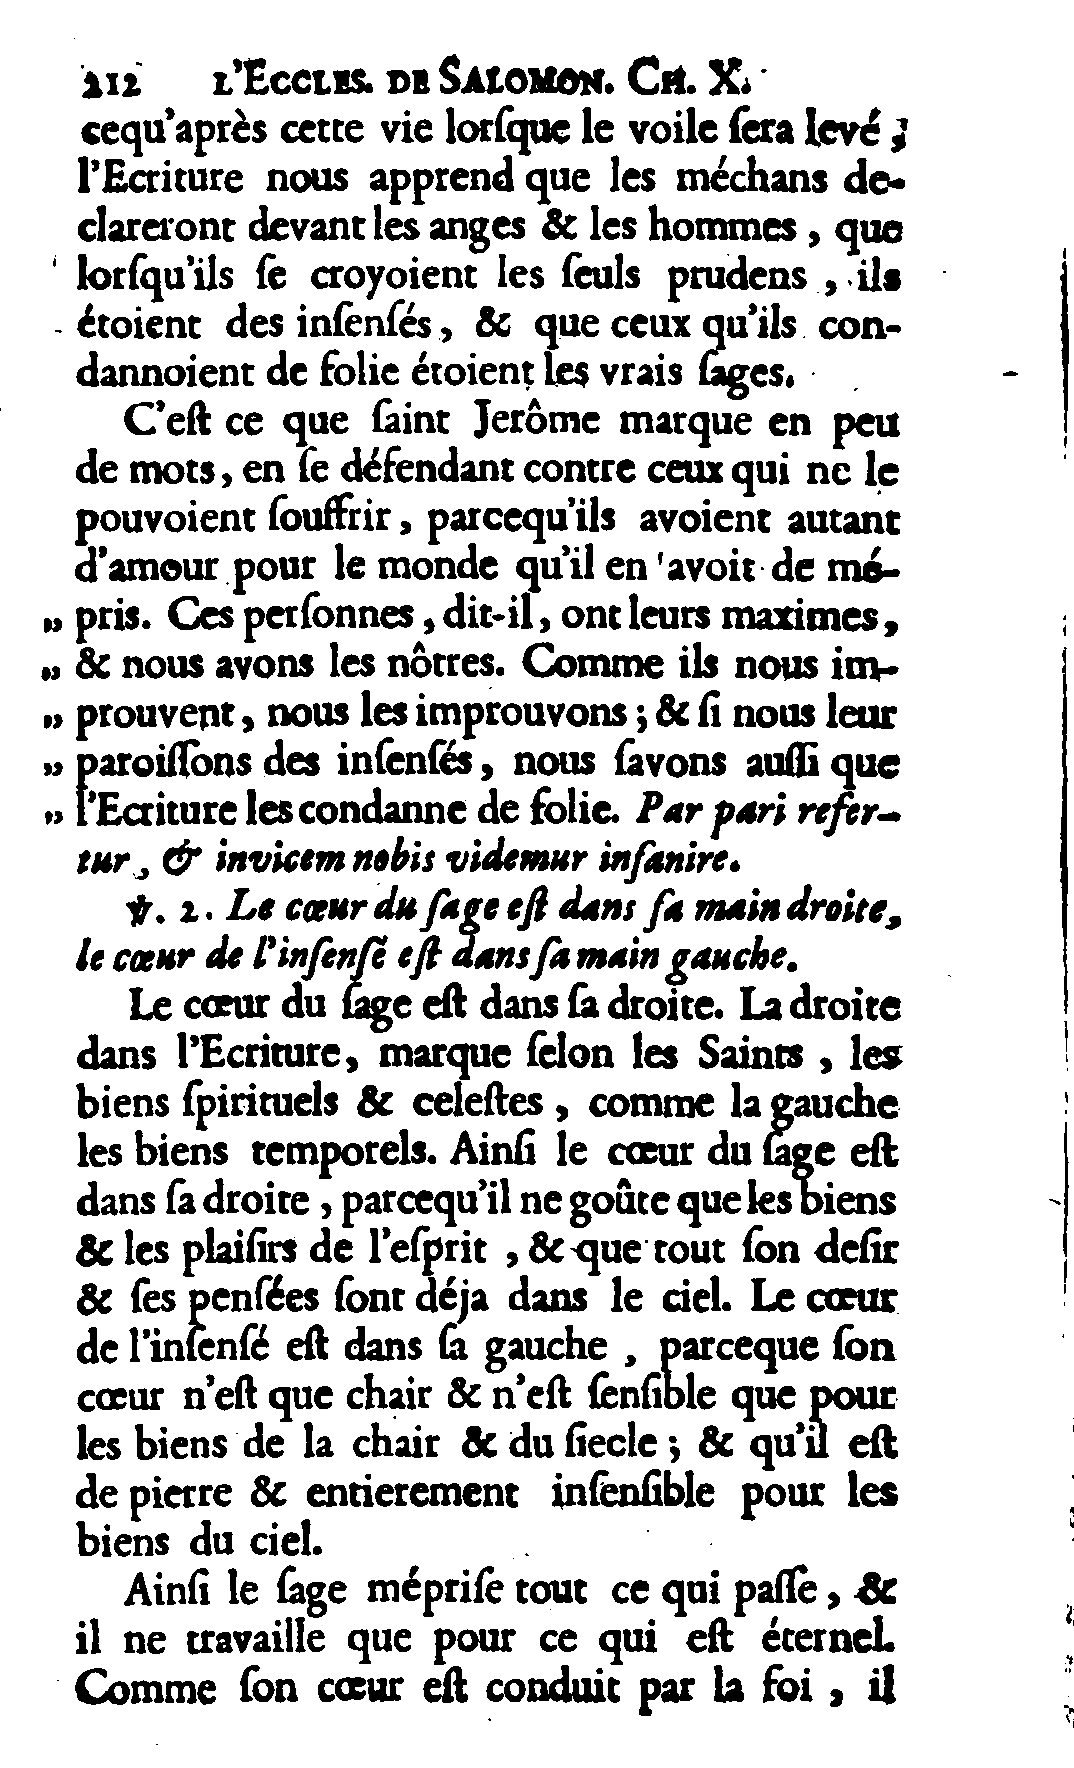 212 L'ECCLES. DE SALOMON. CH. X.
cequ'après cette vie lorſque le voile ſera levé ;
l'Ecriture nous apprend que les méchans de-
clareront devant les anges & les hommes , que
lorſqu'ils ſe croyoient les ſeuls prudens , ils
étoient des inſenſés , & que ceux qu'ils con-
dannoient de folie étoient les vrais ſages.
C'eſt ce que ſaint Jerôme marque en peu
de mots , en ſe défendant contre ceux qui ne le
pouvoient ſouffrir , parcequ'ils avoient autant
d'amour pour le monde qu'il en avoit de mé-
„ pris. Ces perſonnes , dit-il , ont leurs maximes ,
„ & nous avons les nôtres. Comme ils nous im-
„ prouvent , nous les improuvons ; & ſi nous leur
„ paroiſſons des inſenſés , nous ſavons auſſi que
„ l'Ecriture les condanne de folie. Par pari refer-
tur , & invicem nobis videmur inſanire.
℣. 2. Le cœur du ſage eſt dans ſa main droite,
le cœur de l'inſenſé eſt dans ſa main gauche.
Le cœur du ſage eſt dans ſa droite. La droite
dans l'Ecriture, marque ſelon les Saints , les
biens ſpirituels & celeſtes , comme la gauche
les biens temporels. Ainſi le cœur du ſage eſt
dans ſa droite , parcequ'il ne goûte que les biens
& les plaiſirs de l'eſprit , & que tout ſon deſir
& ſes penſées ſont déja dans le ciel. Le cœur
de l'inſenſé eſt dans ſa gauche , parceque ſon
cœur n'eſt que chair & n'eſt ſenſible que pour
les biens de la chair & du ſiecle ; & qu'il eſt
de pierre & entierement inſenſible pour les
biens du ciel.
Ainſi le ſage mépriſe tout ce qui paſſe , &
il ne travaille que pour ce qui eſt éternel.
Comme ſon cœur eſt conduit par la foi , il